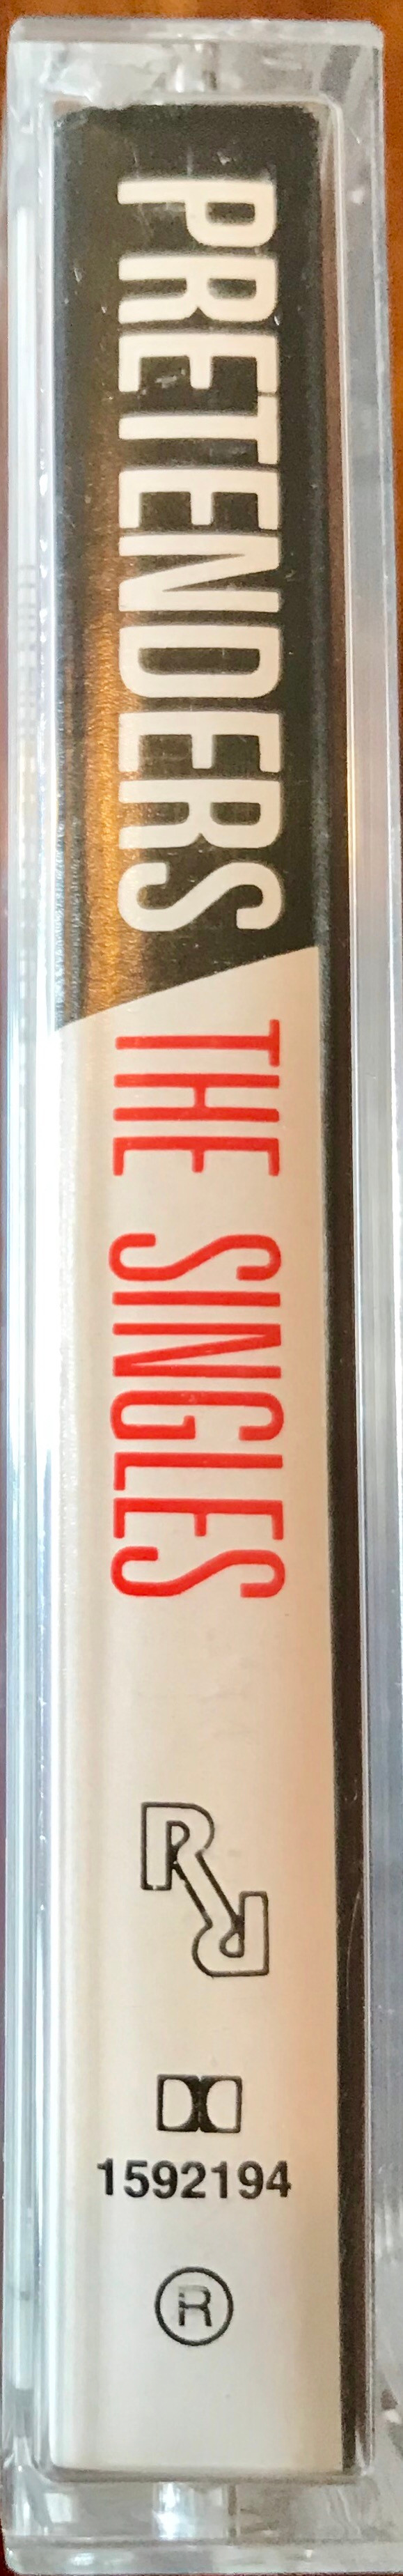 PRETENDERS
THE SINGLES
1592194
R